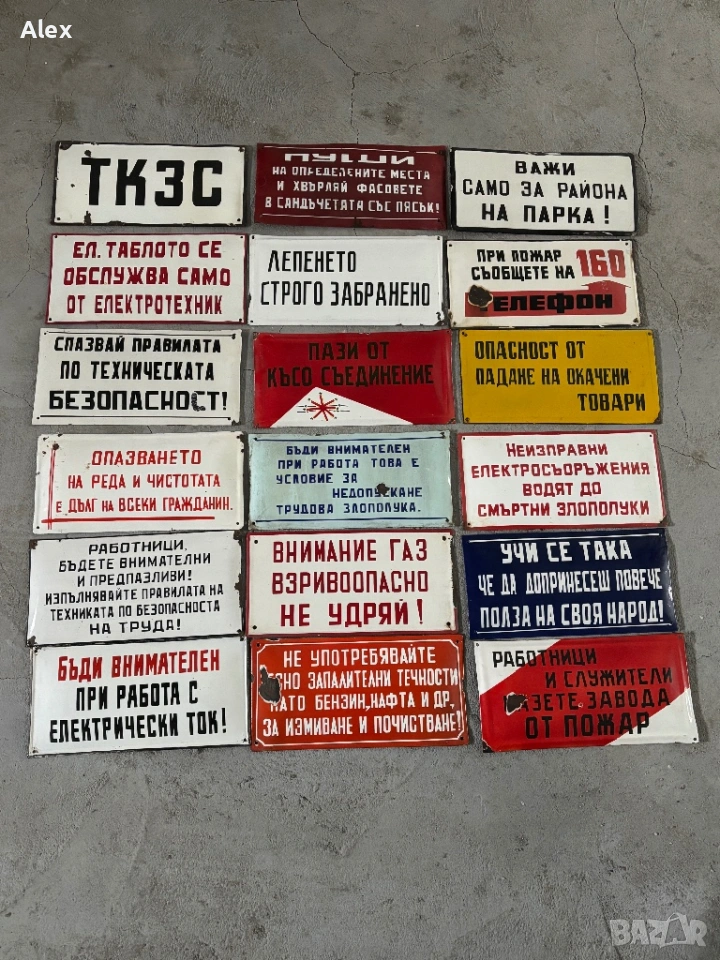 Alex
ТКЗС
ПУШИ
НА ОПРЕДЕЛЕНИТЕ МЕСТА
И ХВЪРЛЯЙ ФАСОВЕТЕ
В САНДЪЧЕТАТА СЪС ПЯСЪК!
ВАЖИ
САМО ЗА РАЙОНА
НА ПАРКА!
ЕЛ. ТАБЛОТО СЕ
ОБСЛУЖВА САМО
ОТ ЕЛЕКТРОТЕХНИК
ЛЕПЕНЕТО
СТРОГО ЗАБРАНЕНО
ПРИ ПОЖАР
СЪОБЩЕТЕ НА 160
ТЕЛЕФОН
СПАЗВАЙ ПРАВИЛАТА
ПО ТЕХНИЧЕСКАТА
БЕЗОПАСНОСТ!
ПАЗИ ОТ
КЪСО СЪЕДИНЕНИЕ
ОПАСНОСТ ОТ
ПАДАНЕ НА ОКАЧЕНИ
ТОВАРИ
ОПАЗВАНЕТО
НА РЕДА И ЧИСТОТАТА
Е ДЪЛГ НА ВСЕКИ ГРАЖДАНИН.
БЪДИ ВНИМАТЕЛЕН
ПРИ РАБОТА ТОВА Е
УСЛОВИЕ ЗА
НЕДОПУСКАНЕ
ТРУДОВА ЗЛОПОЛУКА.
НЕИЗПРАВНИ
ЕЛЕКТРОСЪОРЪЖЕНИЯ
ВОДЯТ ДО
СМЪРТНИ ЗЛОПОЛУКИ
РАБОТНИЦИ,
БЪДЕТЕ ВНИМАТЕЛНИ
И ПРЕДПАЗЛИВИ!
ИЗПЪЛНЯВАЙТЕ ПРАВИЛАТА НА
ТЕХНИКАТА ПО БЕЗОПАСНОСТА
НА ТРУДА!
ВНИМАНИЕ ГАЗ
ВЗРИВООПАСНО
НЕ УДРЯЙ!
УЧИ СЕ ТАКА
ЧЕ ДА ДОПРИНЕСЕШ ПОВЕЧЕ
ПОЛЗА НА СВОЯ НАРОД!
БЪДИ ВНИМАТЕЛЕН
ПРИ РАБОТА С
ЕЛЕКТРИЧЕСКИ ТОК!
НЕ УПОТРЕБЯВАЙТЕ
ЗАПАЛИТЕЛНИ ТЕЧНОСТИ
КАТО БЕНЗИН, НАФТА И ДР.
ЗА ИЗМИВАНЕ И ПОЧИСТВАНЕ!
РАБОТНИЦИ
И СЛУЖИТЕЛИ
ПАЗЕТЕ ЗАВОДА
ОТ ПОЖАР
BAZAR